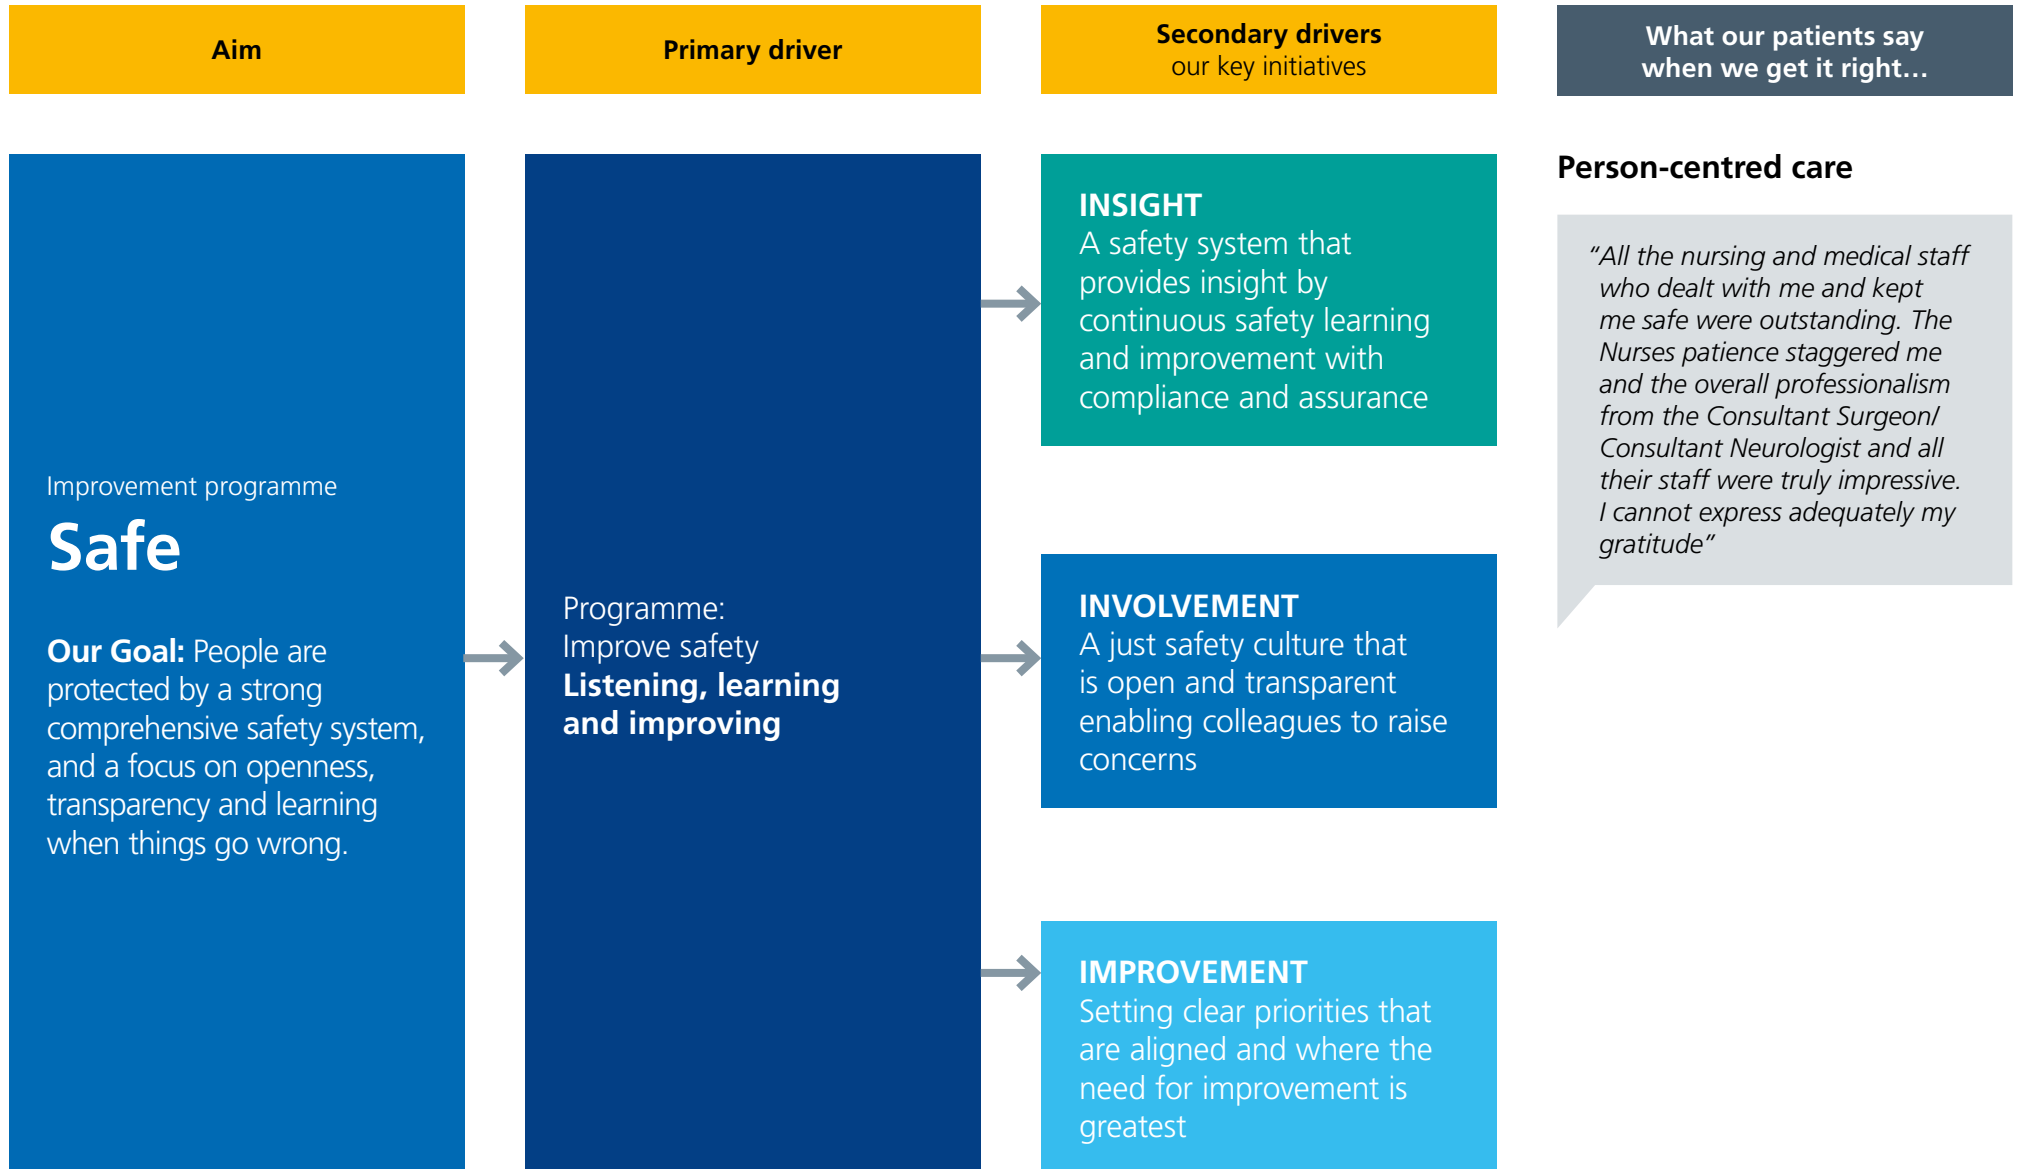 Aim
Primary driver
Secondary drivers
our key initiatives
What our patients say
when we get it right…
Improvement programme
Safe
Our Goal: People are
protected by a strong
comprehensive safety system,
and a focus on openness,
transparency and learning
when things go wrong.
Programme:
Improve safety
Listening, learning
and improving
INSIGHT
A safety system that
provides insight by
continuous safety learning
and improvement with
compliance and assurance
INVOLVEMENT
A just safety culture that
is open and transparent
enabling colleagues to raise
concerns
IMPROVEMENT
Setting clear priorities that
are aligned and where the
need for improvement is
greatest
Person-centred care
“All the nursing and medical staff
who dealt with me and kept
me safe were outstanding. The
Nurses patience staggered me
and the overall professionalism
from the Consultant Surgeon/
Consultant Neurologist and all
their staff were truly impressive.
I cannot express adequately my
gratitude”